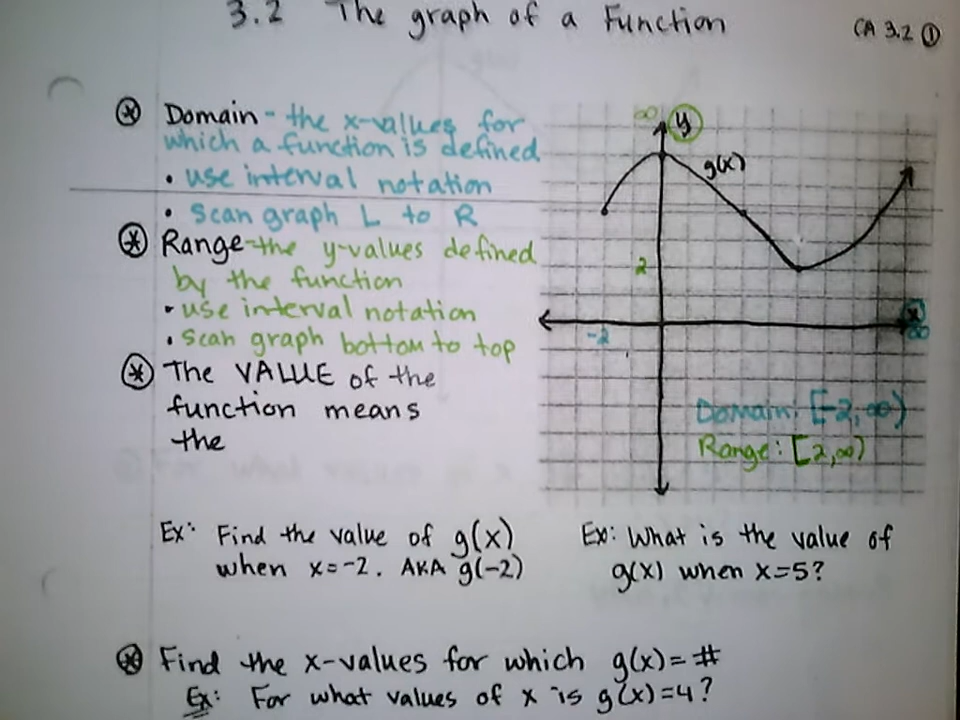 3.2 The graph of a Function
CA 3.2 ①
Domain - the x-values for
which a function is defined
• use interval notation
• Scan graph L to R
Range - the y-values defined
by the function
• use interval notation
• Scan graph bottom to top
The VALUE of the
function means
the
∞
y
g(x)
2
-2
x
∞
Domain: [-2, ∞)
Range: [2, ∞)
Ex: Find the value of g(x)
when x=-2. AKA g(-2)
Ex: What is the value of
g(x) when x=5?
Find the x-values for which g(x)=#
Ex: For what values of x is g(x)=4?